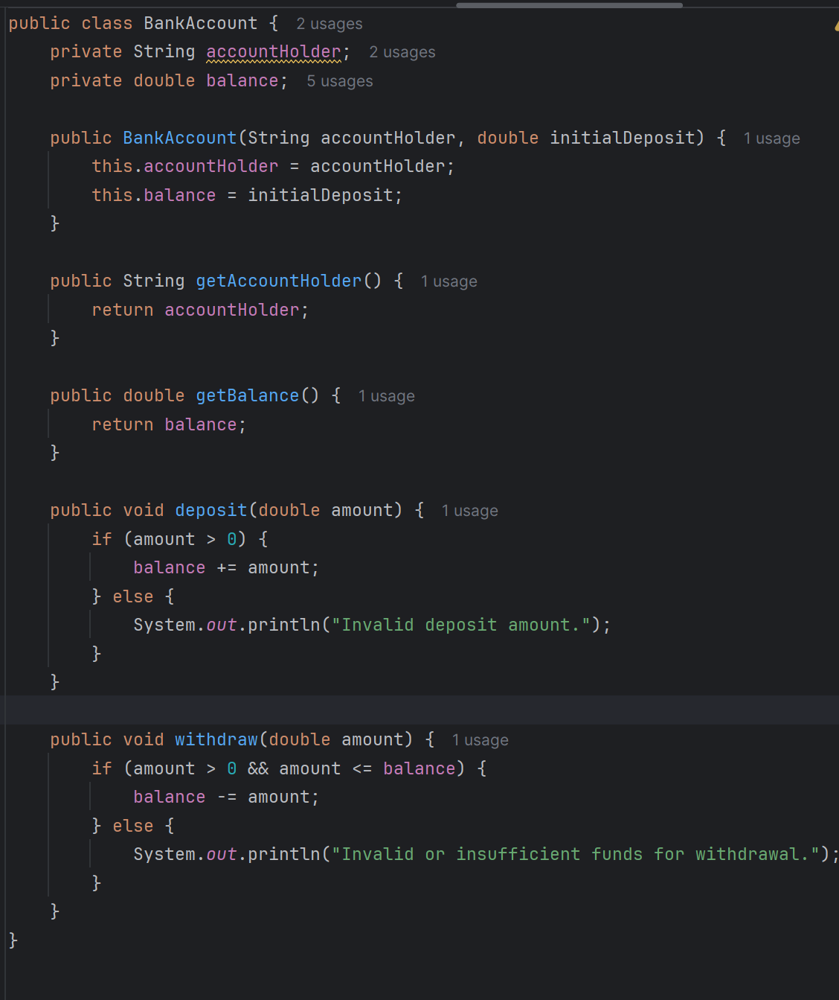 public class BankAccount { 2 usages
    private String accountHolder; 2 usages
    private double balance; 5 usages

    public BankAccount(String accountHolder, double initialDeposit) { 1 usage
        this.accountHolder = accountHolder;
        this.balance = initialDeposit;
    }

    public String getAccountHolder() { 1 usage
        return accountHolder;
    }

    public double getBalance() { 1 usage
        return balance;
    }

    public void deposit(double amount) { 1 usage
        if (amount > 0) {
            balance += amount;
        } else {
            System.out.println("Invalid deposit amount.");
        }
    }

    public void withdraw(double amount) { 1 usage
        if (amount > 0 && amount <= balance) {
            balance -= amount;
        } else {
            System.out.println("Invalid or insufficient funds for withdrawal.");
        }
    }
}